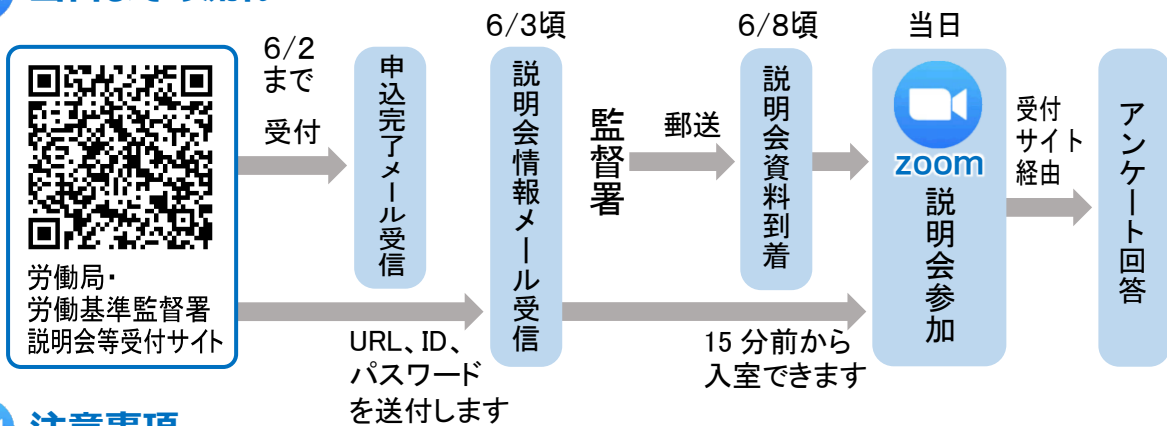 6/2
まで
受付
労働局・
労働基準監督署
説明会等受付サイト
申込完了メール受信
6/3頃
説明会情報メール受信
URL、ID、
パスワード
を送付します
監督署
郵送
6/8頃
説明会資料到着
15 分前から
入室できます
当日
zoom
説明会参加
受付
サイト
経由
アンケート回答
注意事項